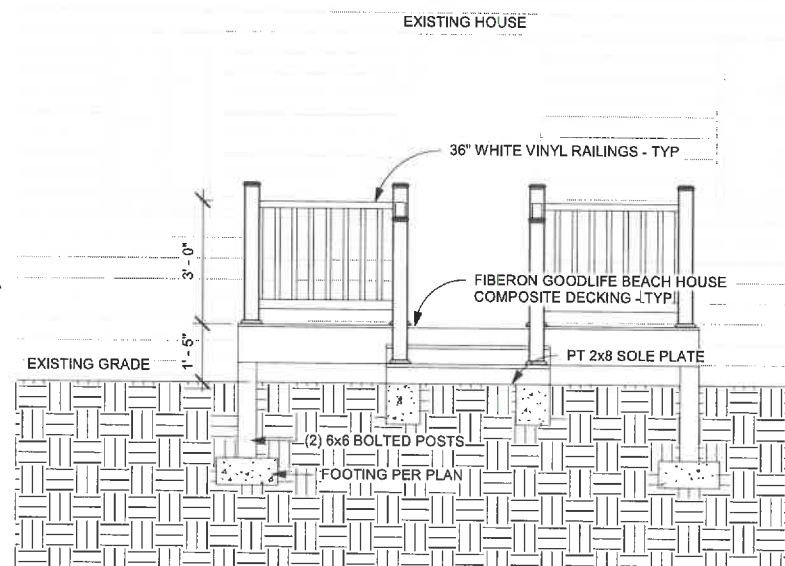 EXISTING HOUSE
36" WHITE VINYL RAILINGS - TYP
3' - 0"
FIBERON GOODLIFE BEACH HOUSE
COMPOSITE DECKING - TYP
1' - 5"
EXISTING GRADE
PT 2x8 SOLE PLATE
(2) 6x6 BOLTED POSTS
FOOTING PER PLAN